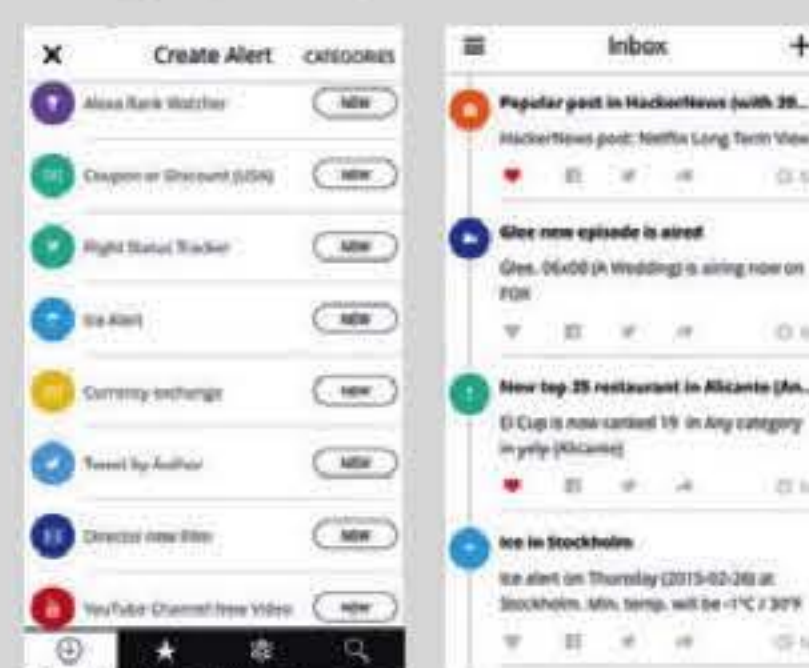 Create Alert CATEGORIES
Alexa Rank Watcher NEW
Coupon or Discount (USA) NEW
Flight Status Tracker NEW
Ice Alert NEW
Currency exchange NEW
Tweet by Author NEW
Director new Film NEW
YouTube Channel New Video NEW
Inbox
Popular post in HackerNews (with
HackerNews post: Netflix Long Term View
Glee new episode is aired
Glee, 06x08 (A Wedding) is airing now on
FOX
New top 25 restaurant in Alicante (An...
El Cup is now ranked 19 in Any category
in yelp (Alicante)
Ice in Stockholm
Ice alert on Thursday (2015-02-26) at
Stockholm. Min. temp. will be -1°C / 30°F